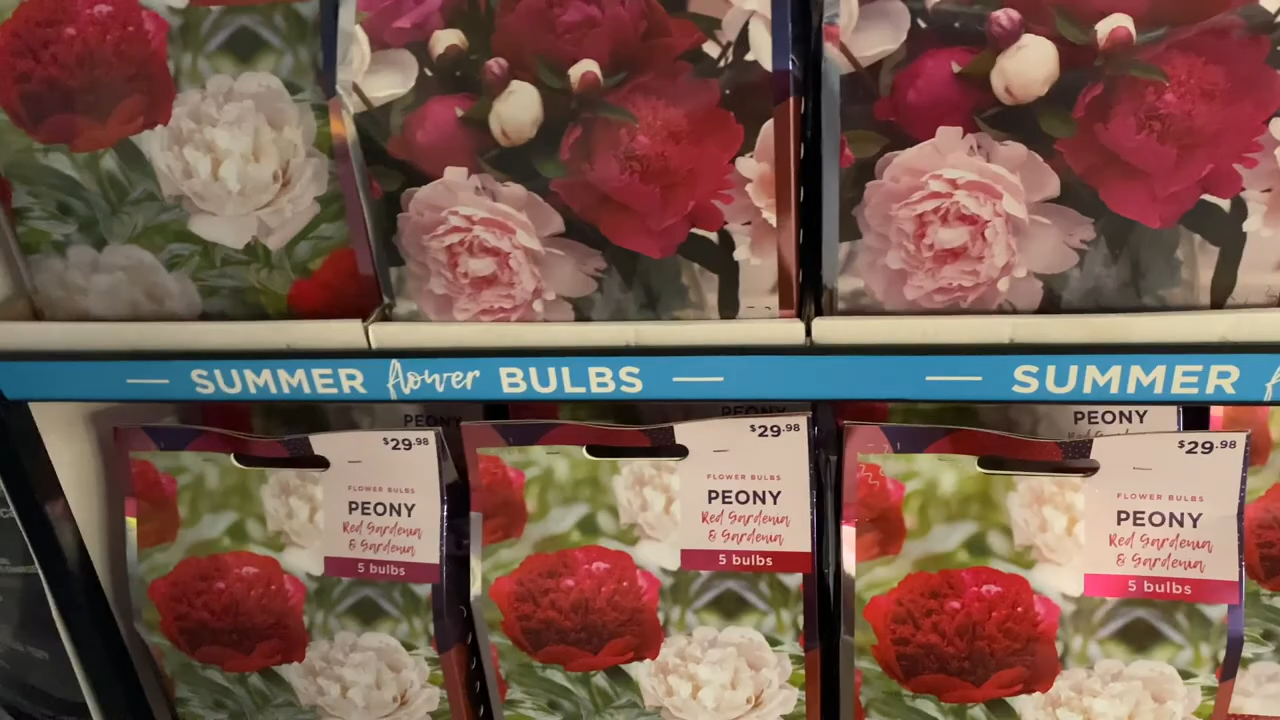 SUMMER flower BULBS
SUMMER
PEONY
PEONY
PEONY
$29.98
FLOWER BULBS
PEONY
Red Gardenia
& Gardenia
5 bulbs
$29.98
FLOWER BULBS
PEONY
Red Gardenia
& Gardenia
5 bulbs
$29.98
FLOWER BULBS
PEONY
Red Gardenia
& Gardenia
5 bulbs